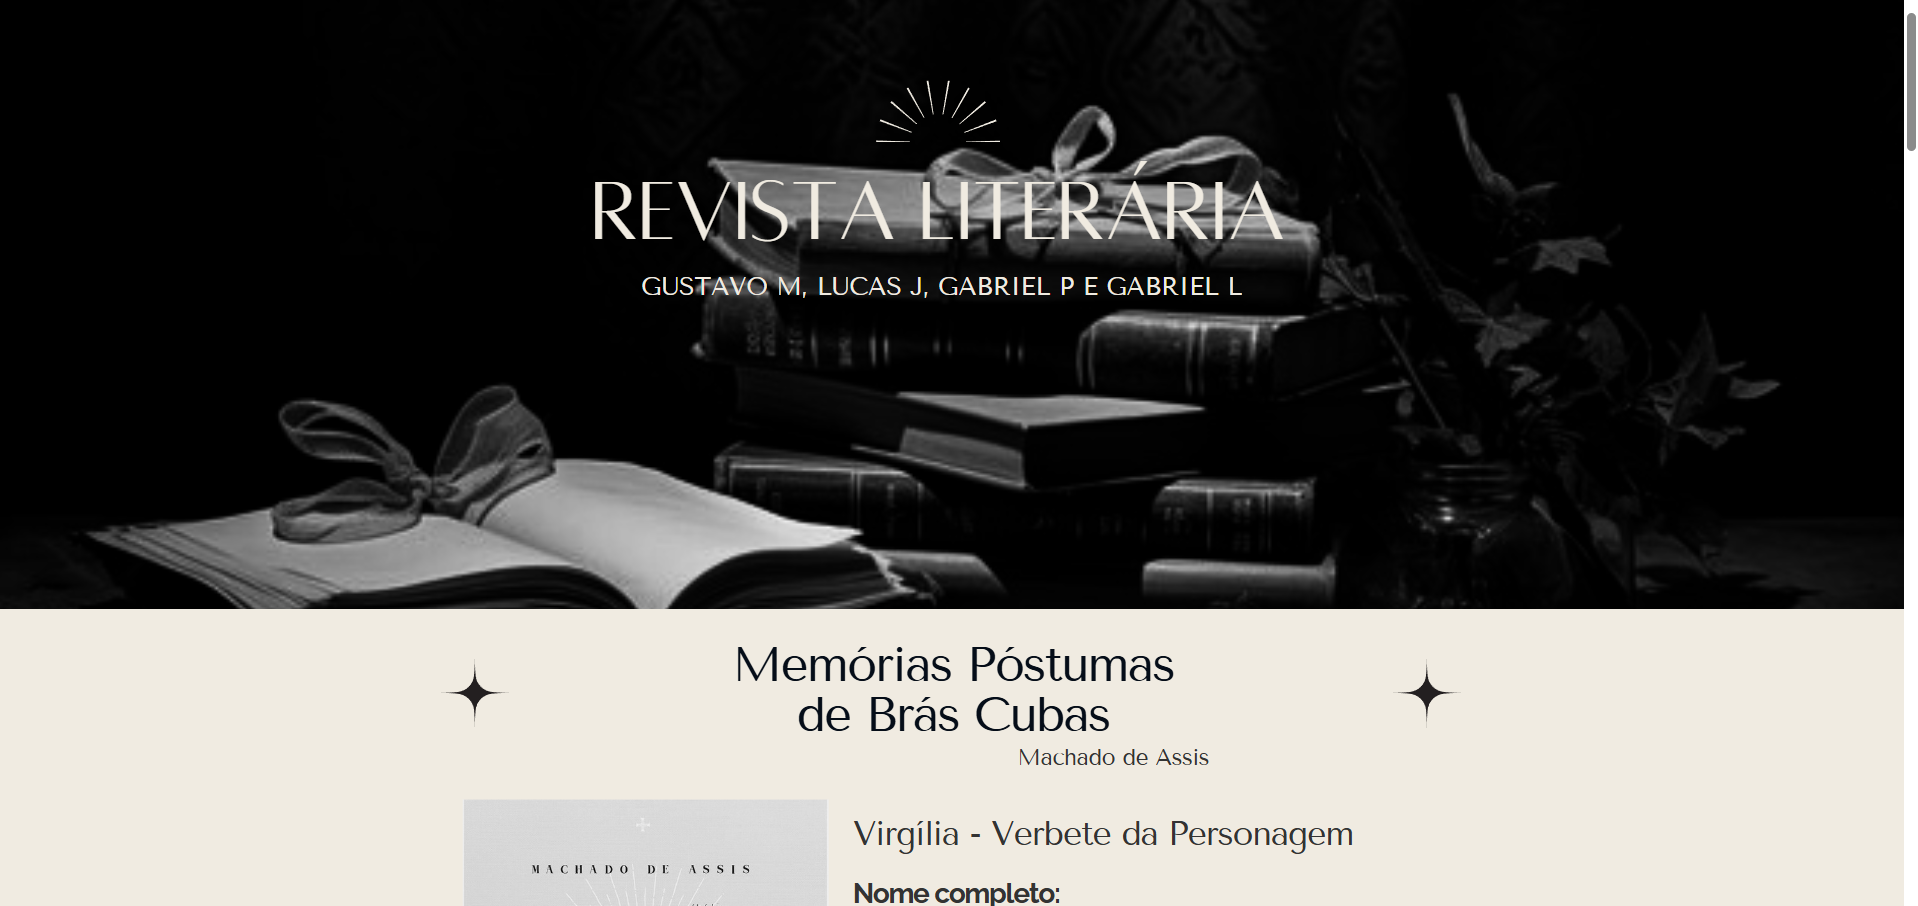 REVISTA LITERÁRIA
GUSTAVO M, LUCAS J, GABRIEL P E GABRIEL L
Memórias Póstumas
de Brás Cubas
Machado de Assis
MACHADO DE ASSIS
Virgília - Verbete da Personagem
Nome completo: